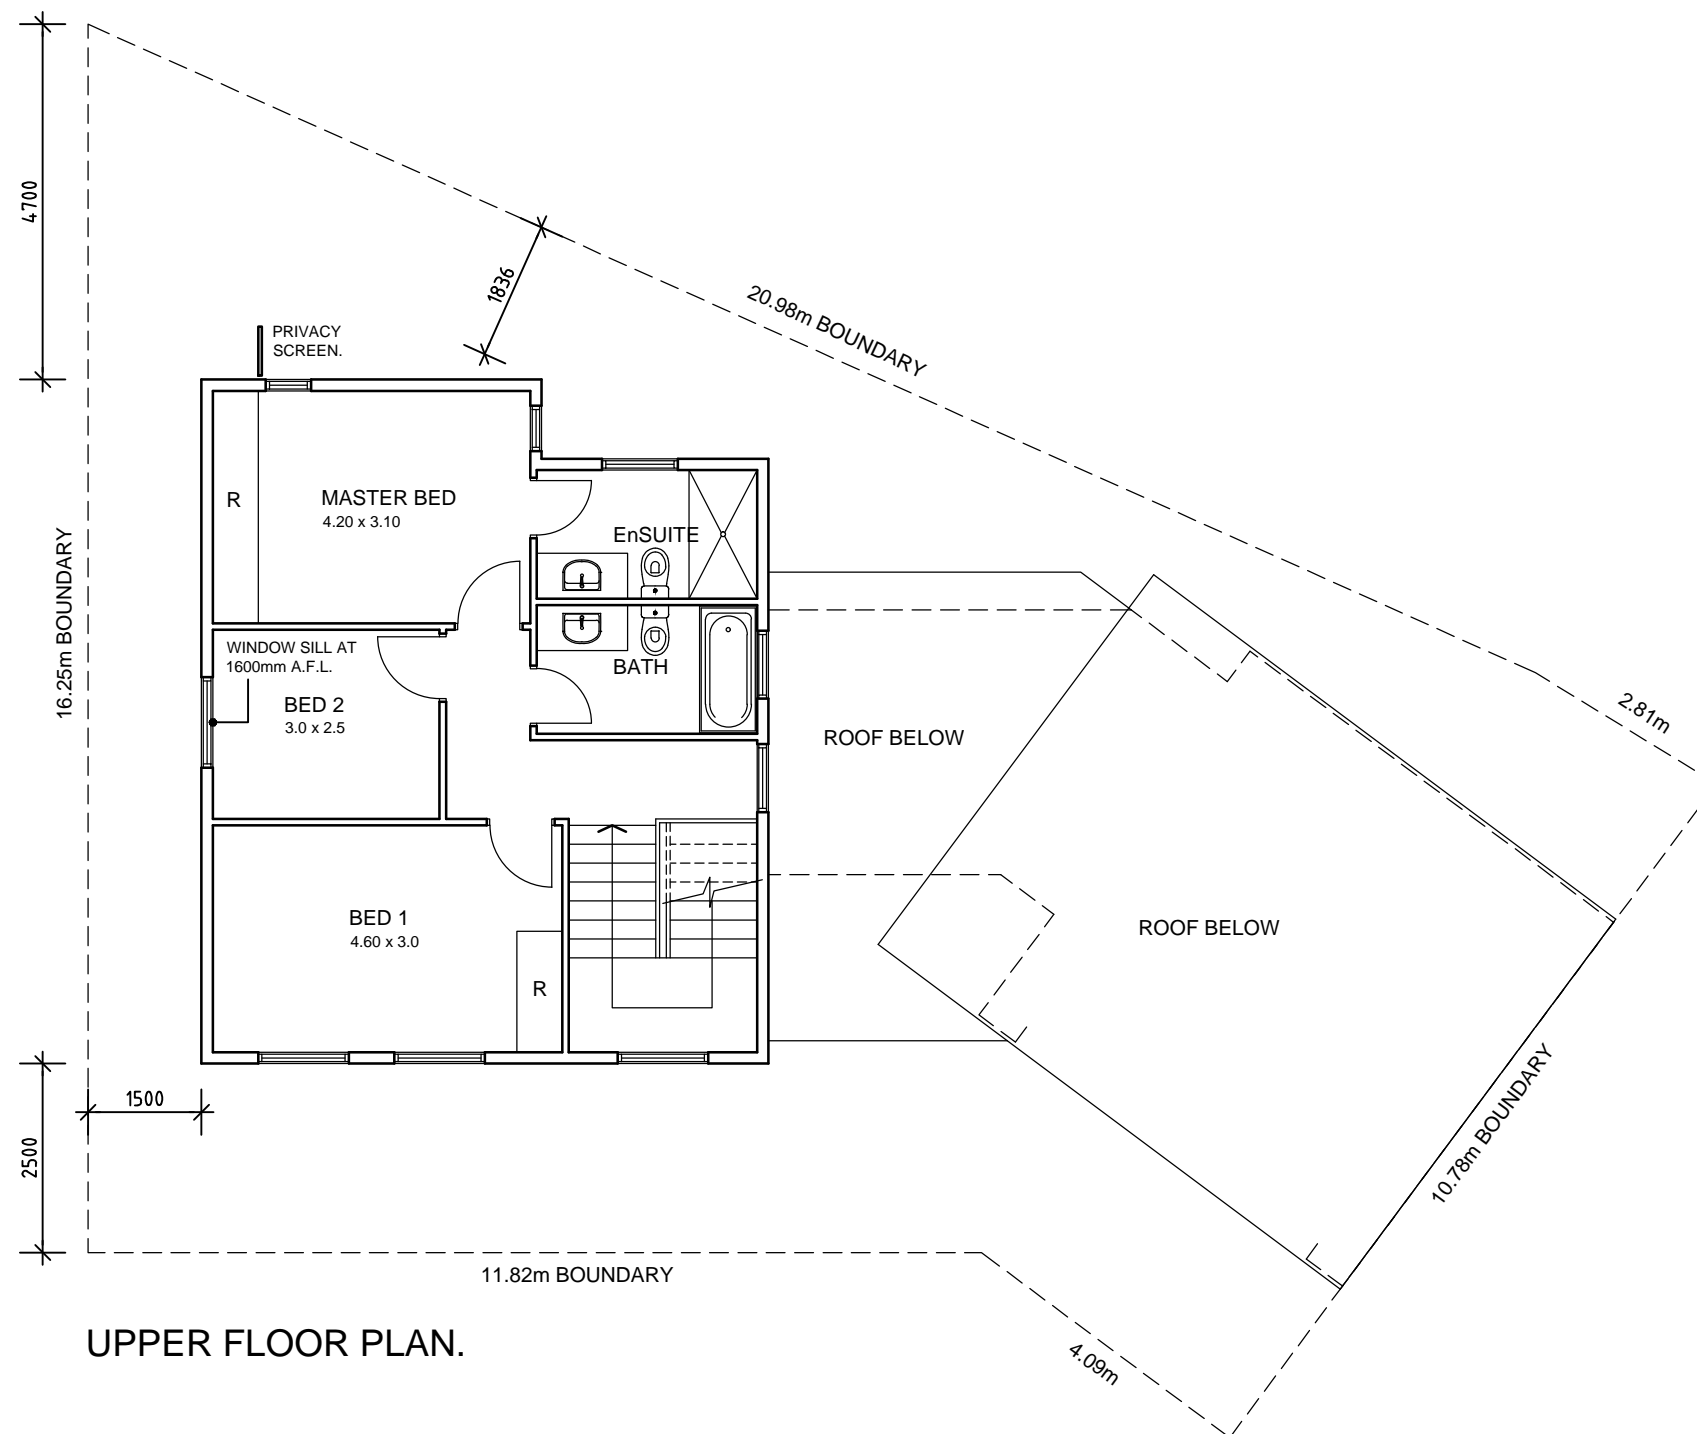 4700
1836
20.98m BOUNDARY
PRIVACY
SCREEN.
2.81m
R
MASTER BED
4.20 x 3.10
EnSUITE
16.25m BOUNDARY
WINDOW SILL AT
1600mm A.F.L.
BATH
BED 2
3.0 x 2.5
ROOF BELOW
BED 1
4.60 x 3.0
ROOF BELOW
R
1500
2500
10.78m BOUNDARY
11.82m BOUNDARY
4.09m
UPPER FLOOR PLAN.